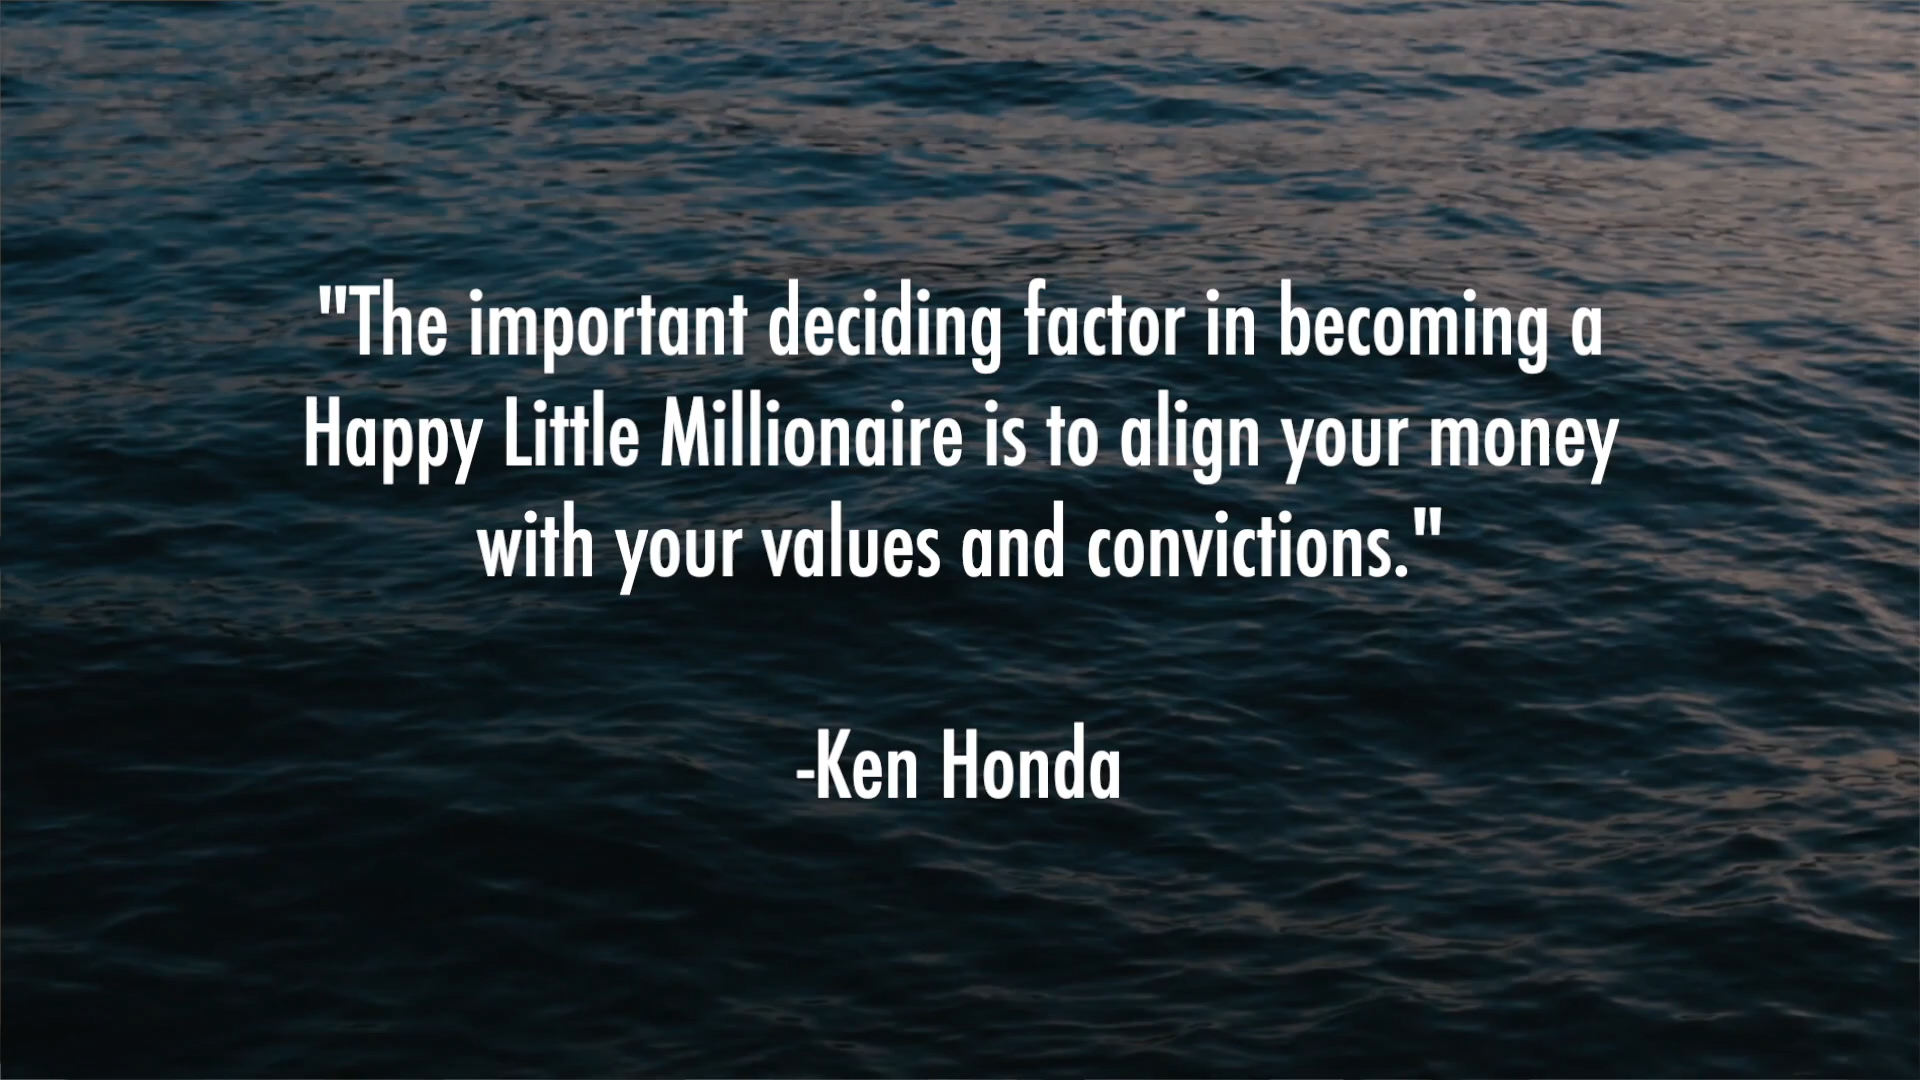 "The important deciding factor in becoming a
Happy Little Millionaire is to align your money
with your values and convictions."
-Ken Honda